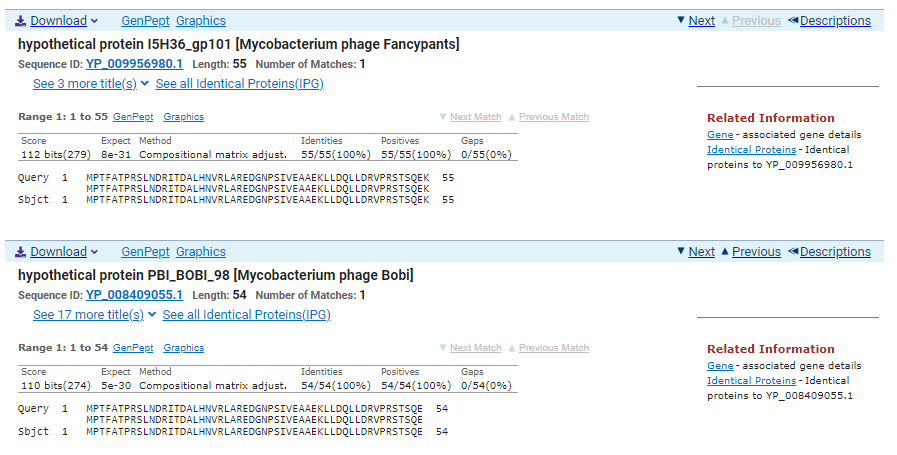 Download GenPept Graphics Next Previous Descriptions
hypothetical protein I5H36_gp101 [Mycobacterium phage Fancypants]
Sequence ID: YP_009956980.1 Length: 55 Number of Matches: 1
See 3 more title(s) See all Identical Proteins(IPG)
Range 1: 1 to 55 GenPept Graphics Next Match Previous Match
Score Expect Method Identities Positives Gaps
112 bits(279) 8e-31 Compositional matrix adjust. 55/55(100%) 55/55(100%) 0/55(0%)
Query 1 MPTFATPRSLNDRITDALHNVRLAREDGNPSIVEAAEKLLDQLLDRVPRSTSQEK 55
MPTFATPRSLNDRITDALHNVRLAREDGNPSIVEAAEKLLDQLLDRVPRSTSQEK
Sbjct 1 MPTFATPRSLNDRITDALHNVRLAREDGNPSIVEAAEKLLDQLLDRVPRSTSQEK 55
Related Information
Gene - associated gene details
Identical Proteins - Identical
proteins to YP_009956980.1
Download GenPept Graphics Next Previous Descriptions
hypothetical protein PBI_BOBI_98 [Mycobacterium phage Bobi]
Sequence ID: YP_008409055.1 Length: 54 Number of Matches: 1
See 17 more title(s) See all Identical Proteins(IPG)
Range 1: 1 to 54 GenPept Graphics Next Match Previous Match
Score Expect Method Identities Positives Gaps
110 bits(274) 5e-30 Compositional matrix adjust. 54/54(100%) 54/54(100%) 0/54(0%)
Query 1 MPTFATPRSLNDRITDALHNVRLAREDGNPSIVEAAEKLLDQLLDRVPRSTSQE 54
MPTFATPRSLNDRITDALHNVRLAREDGNPSIVEAAEKLLDQLLDRVPRSTSQE
Sbjct 1 MPTFATPRSLNDRITDALHNVRLAREDGNPSIVEAAEKLLDQLLDRVPRSTSQE 54
Related Information
Gene - associated gene details
Identical Proteins - Identical
proteins to YP_008409055.1